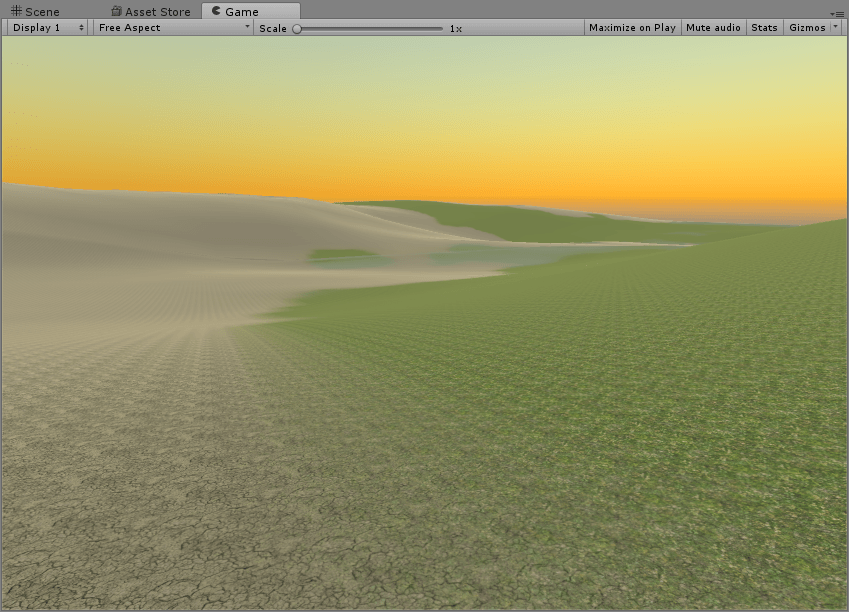 Scene Asset Store Game
Display 1 Free Aspect Scale 1x Maximize on Play Mute audio Stats Gizmos